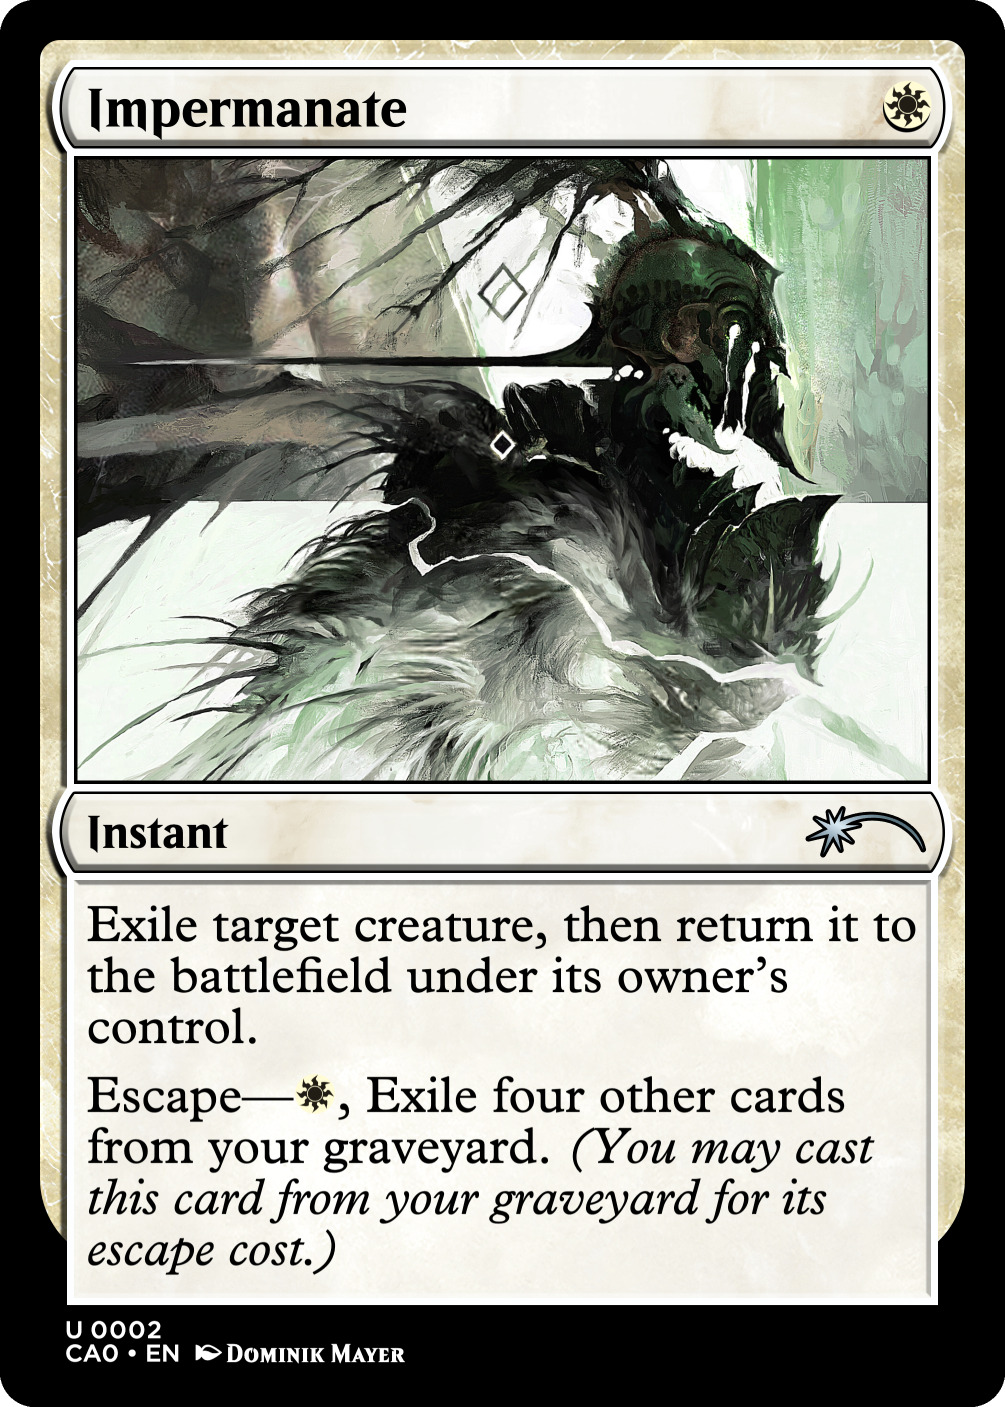 Impermanate
Instant
Exile target creature, then return it to
the battlefield under its owner’s
control.
Escape—, Exile four other cards
from your graveyard. (You may cast
this card from your graveyard for its
escape cost.)
U 0002
CAO • EN DOMINIK MAYER